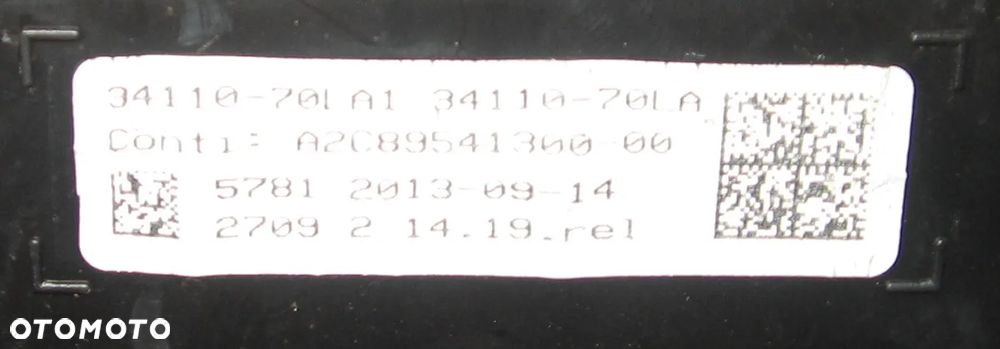 34110-70LA1 34110-70LA
Conti: A2C89541300-00
5781 2013-09-14
2709 2 14.19.rel
OTOMOTO